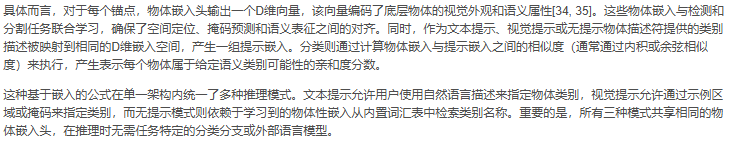 具体而言，对于每个锚点，物体嵌入头输出一个D维向量，该向量编码了底层物体的视觉外观和语义属性[34, 35]。这些物体嵌入与检测和
分割任务联合学习，确保了空间定位、掩码预测和语义表征之间的对齐。同时，作为文本提示、视觉提示或无提示物体描述符提供的类别
描述被映射到相同的D维嵌入空间，产生一组提示嵌入。分类则通过计算物体嵌入与提示嵌入之间的相似度（通常通过内积或余弦相似
度）来执行，产生表示每个物体属于给定语义类别可能性的亲和度分数。
这种基于嵌入的公式在单一架构内统一了多种推理模式。文本提示允许用户使用自然语言描述来指定物体类别，视觉提示允许通过示例区
域或掩码来指定类别，而无提示模式则依赖于学习到的物体性嵌入从内置词汇表中检索类别名称。重要的是，所有三种模式共享相同的物
体嵌入头，在推理时无需任务特定的分类分支或外部语言模型。